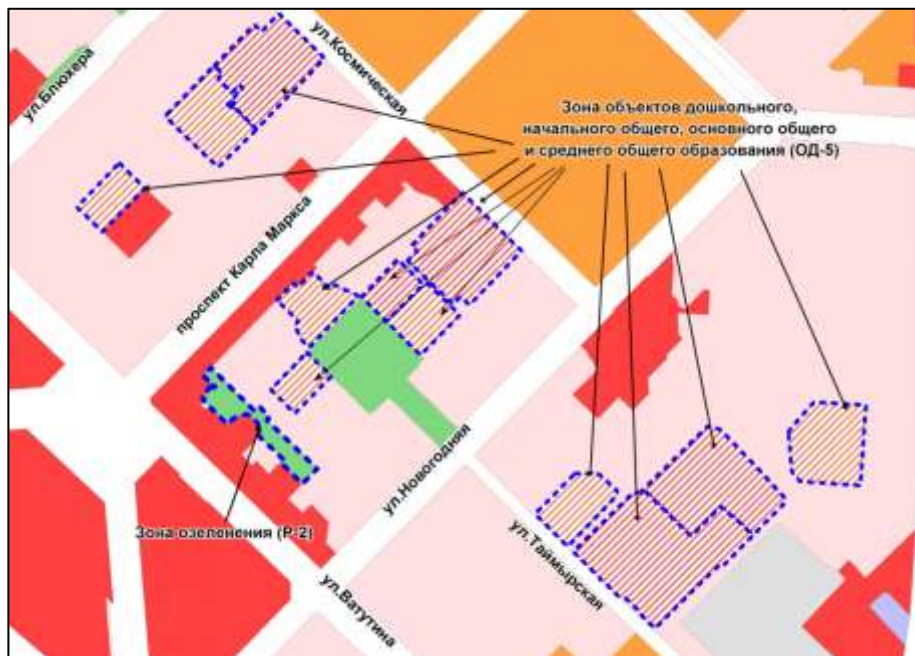 ул.Блюхера
ул.Космическая
Зона объектов дошкольного,
начального общего, основного общего
и среднего общего образования (ОД-5)
проспект Карла Маркса
ул.Новогодняя
Зона озеленения (Р-2)
ул.Таймырская
ул.Ватутина